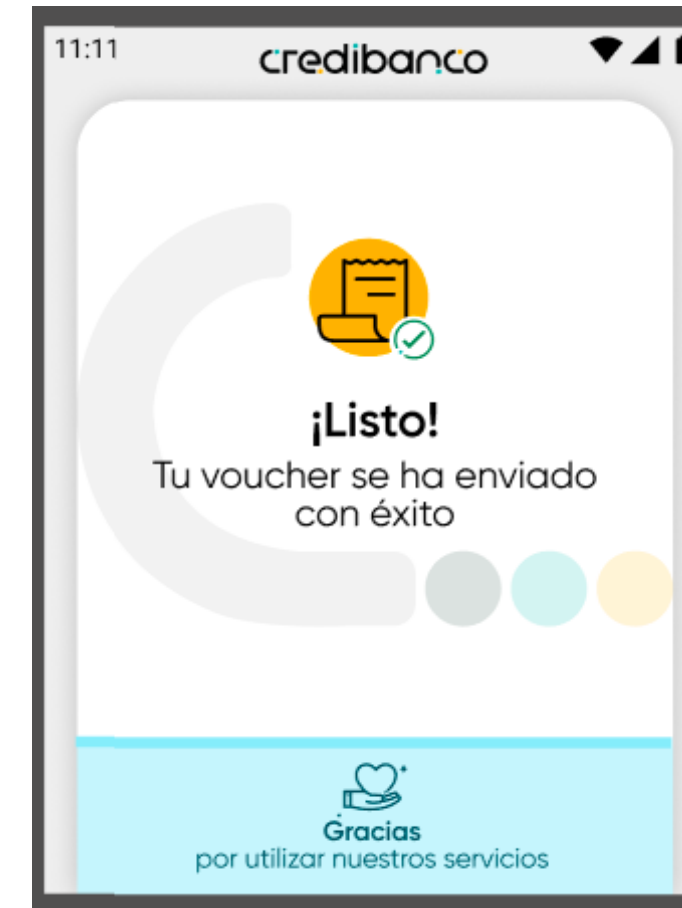 11:11
credibanco
¡Listo!
Tu voucher se ha enviado
con éxito
Gracias
por utilizar nuestros servicios